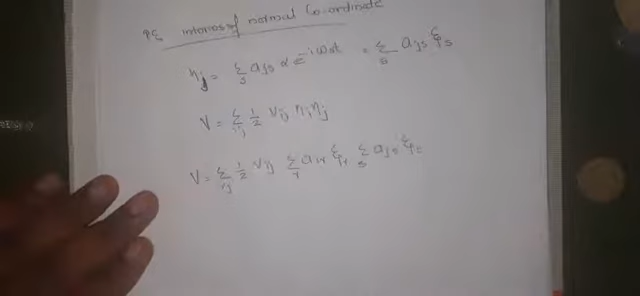 PE interms of normal Co-ordinate
ηj = Σs ajs α e^-iωst = Σs ajs ξs
V = Σij 1/2 Vij ηi ηj
V = Σij 1/2 Vij Σr air ξr Σs ajs ξs